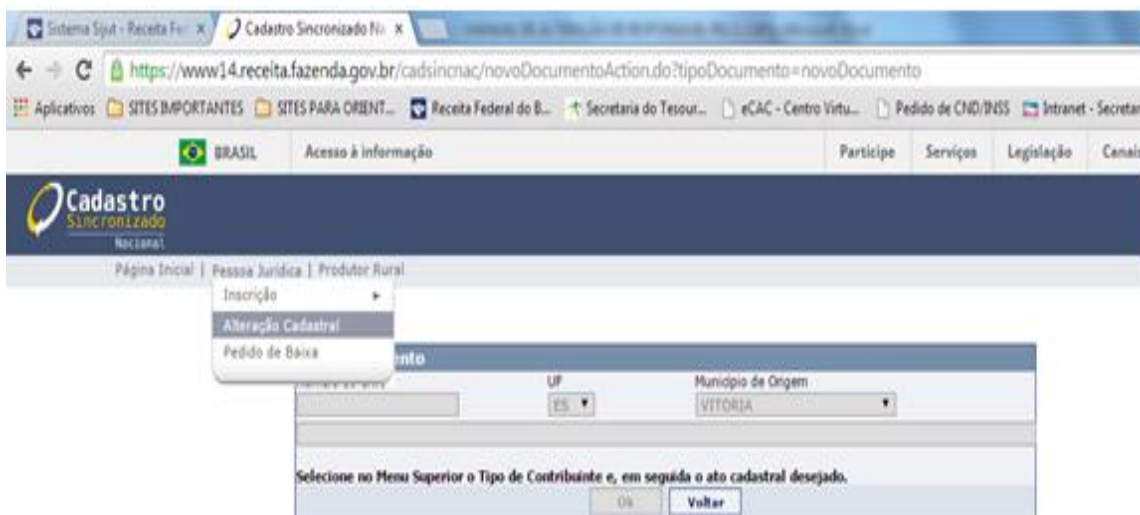 Sistema Sijut - Receita Fe
Cadastro Sincronizado Na
https://www14.receita.fazenda.gov.br/cadsincnac/novoDocumentoAction.do?tipoDocumento=novoDocumento
Aplicativos SITES IMPORTANTES SITES PARA ORIENT... Receita Federal do B... Secretaria do Tesour... eCAC - Centro Virtu... Pedido de CND/INSS Intranet - Secretar
BRASIL Acesso à informação Participe Serviços Legislação Canais
Cadastro
Sincronizado
Nacional
Página Inicial | Pessoa Jurídica | Produtor Rural
Inscrição
Alteração Cadastral
Pedido de Baixa
ento
UF Município de Origem
ES VITORIA
Selecione no Menu Superior o Tipo de Contribuinte e, em seguida o ato cadastral desejado.
Ok Voltar